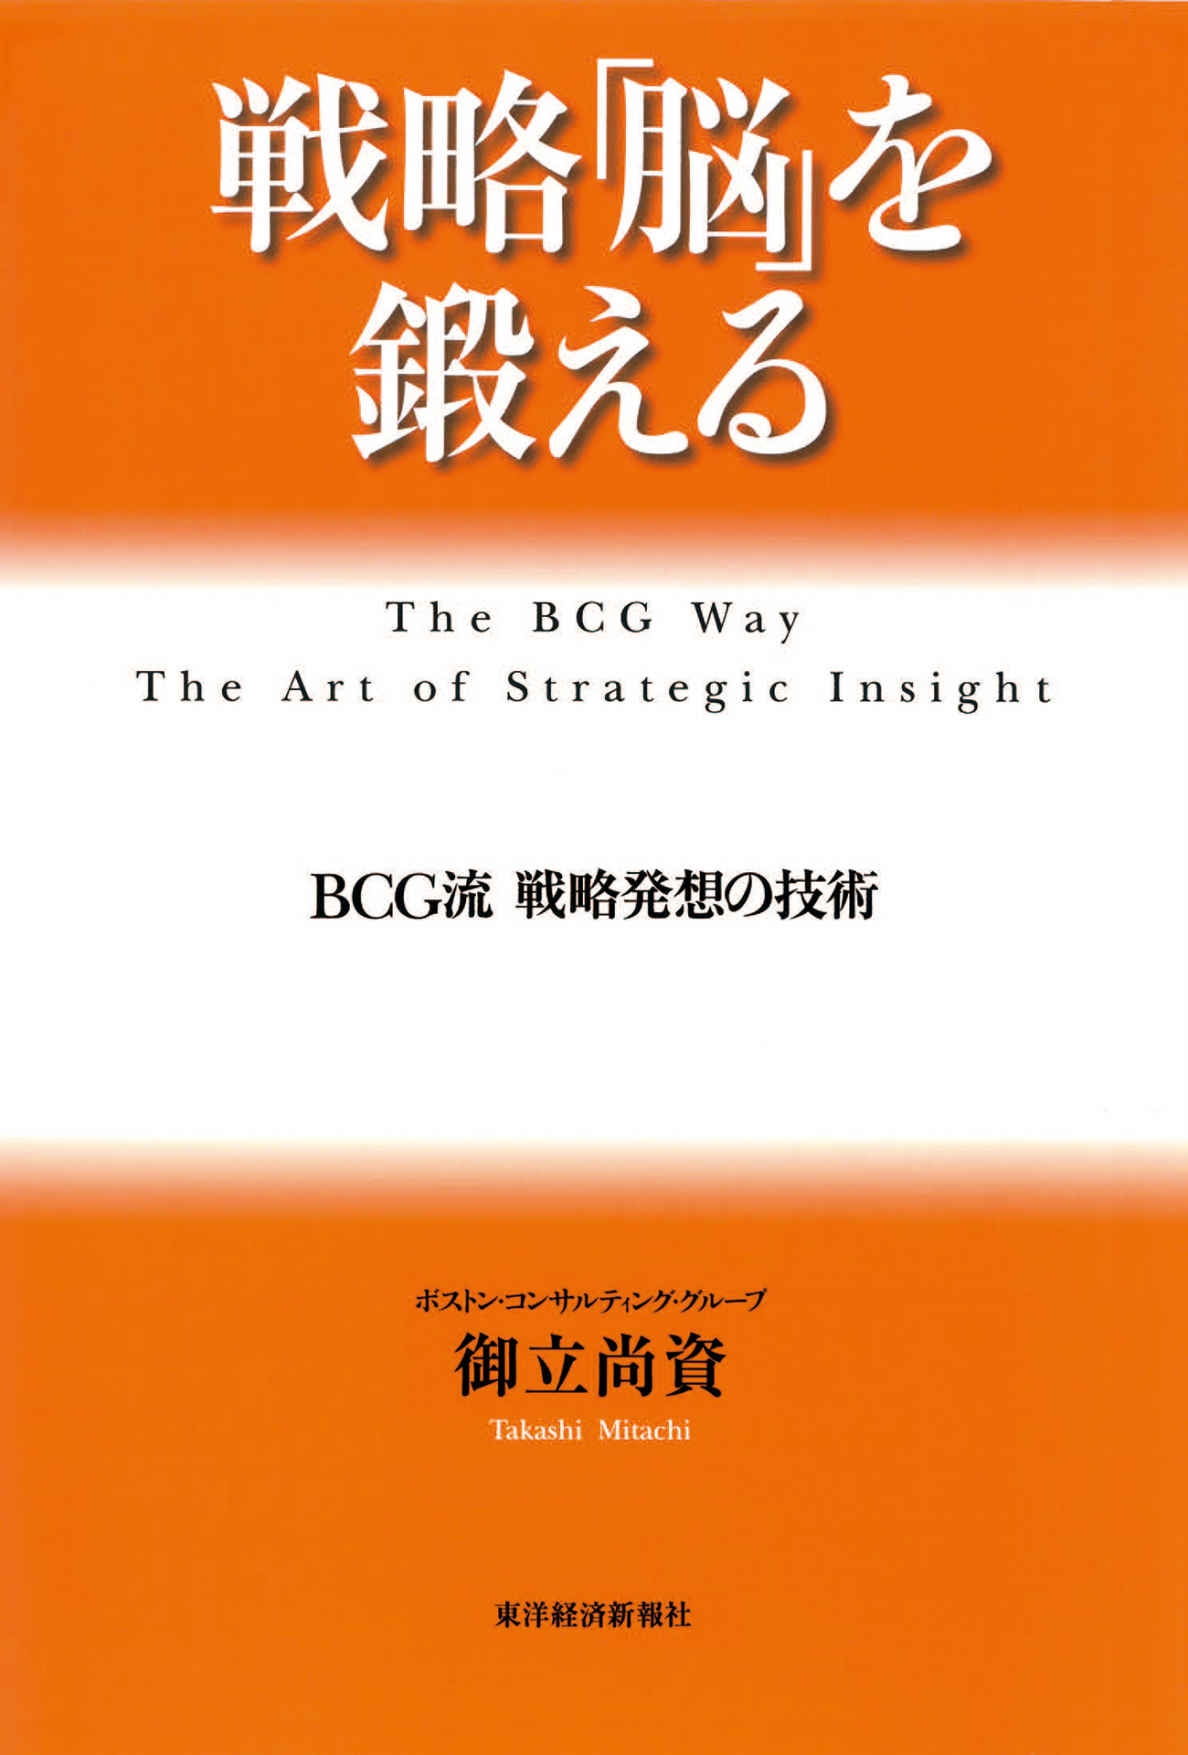 戦略「脳」を
鍛える
The BCG Way
The Art of Strategic Insight
BCG流 戦略発想の技術
ボストン・コンサルティング・グループ
御立尚資
Takashi Mitachi
東洋経済新報社